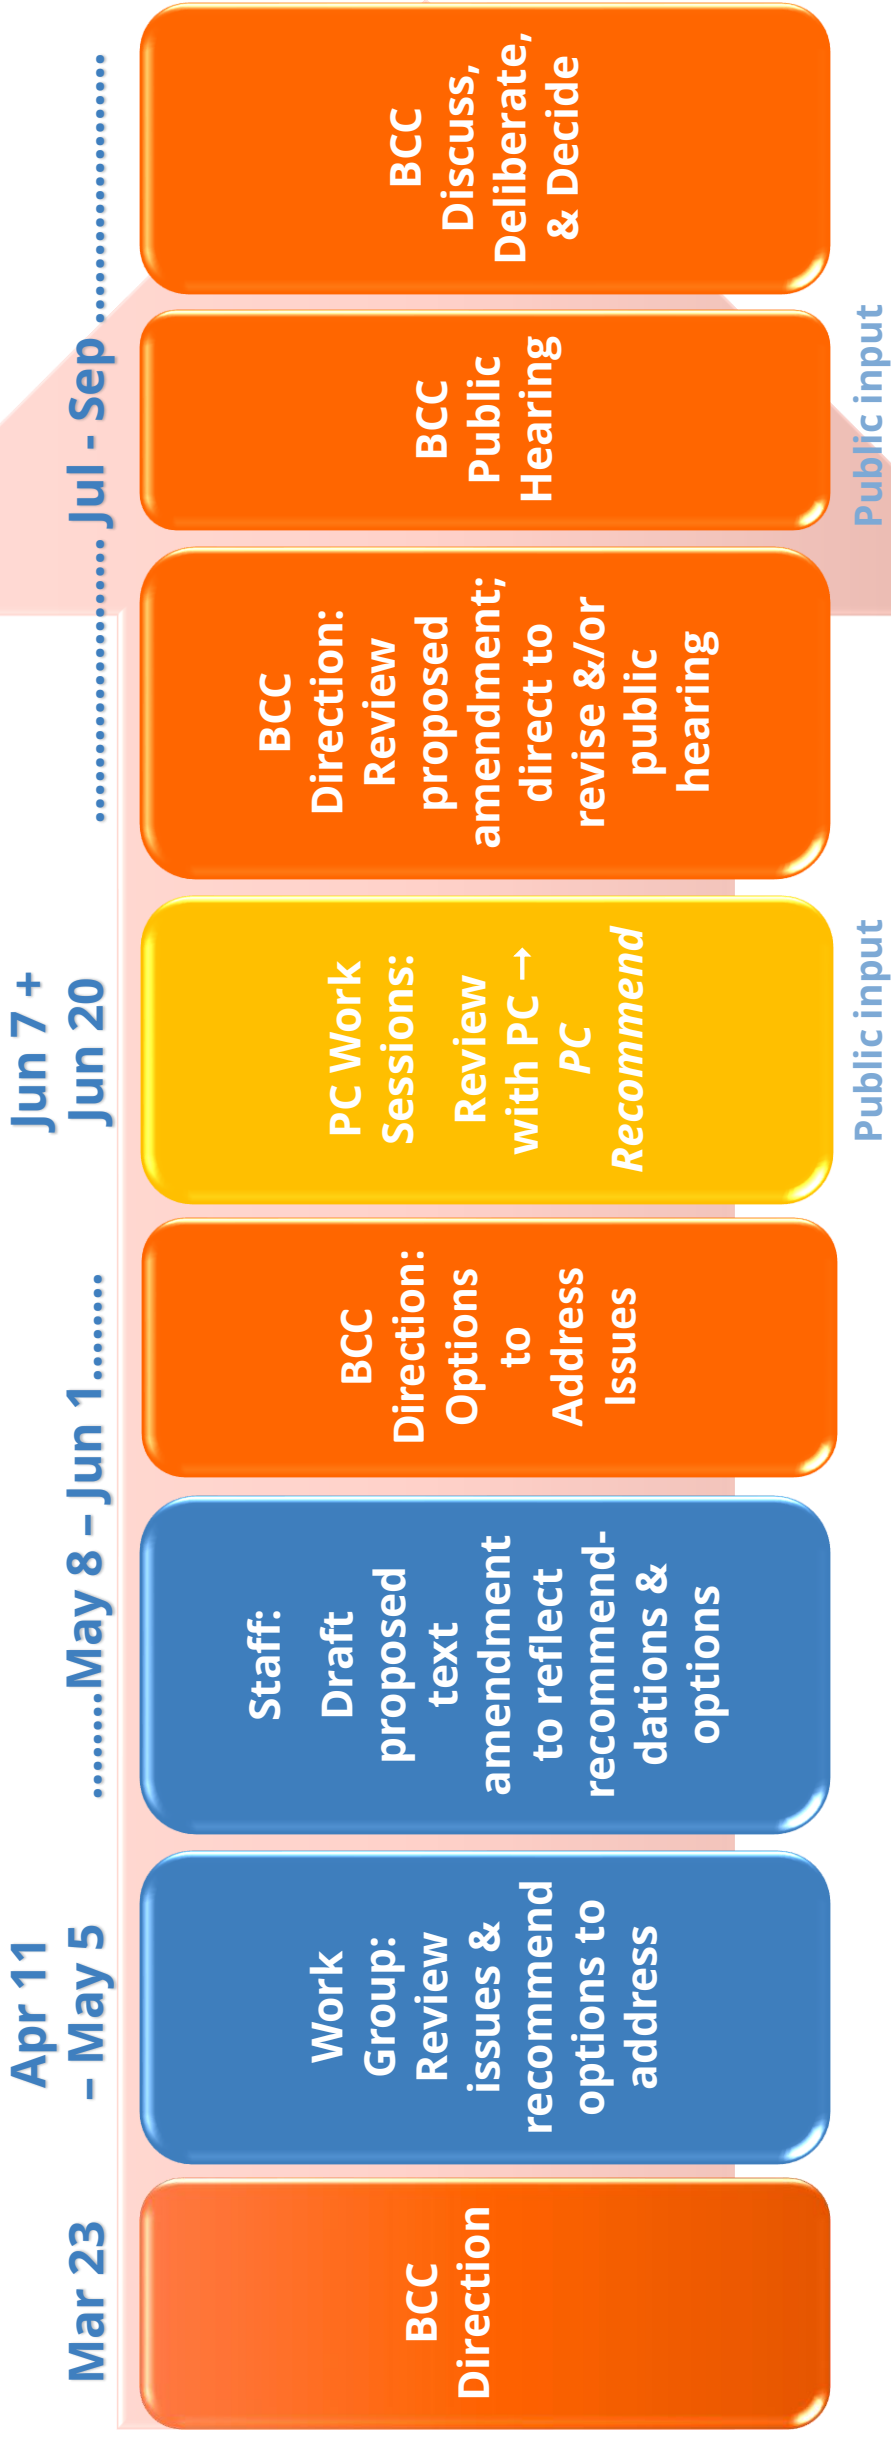 Mar 23
BCC
Direction
Apr 11
– May 5
Work
Group:
Review
issues &
recommend
options to
address
.........May 8 – Jun 1.........
Staff:
Draft
proposed
text
amendment
to reflect
recommend-
dations &
options
BCC
Direction:
Options
to
Address
Issues
Jun 7 +
Jun 20
PC Work
Sessions:
Review
with PC →
PC
Recommend
Public input
............................ Jul - Sep ...........................
BCC
Direction:
Review
proposed
amendment;
direct to
revise &/or
public
hearing
BCC
Public
Hearing
Public input
BCC
Discuss,
Deliberate,
& Decide